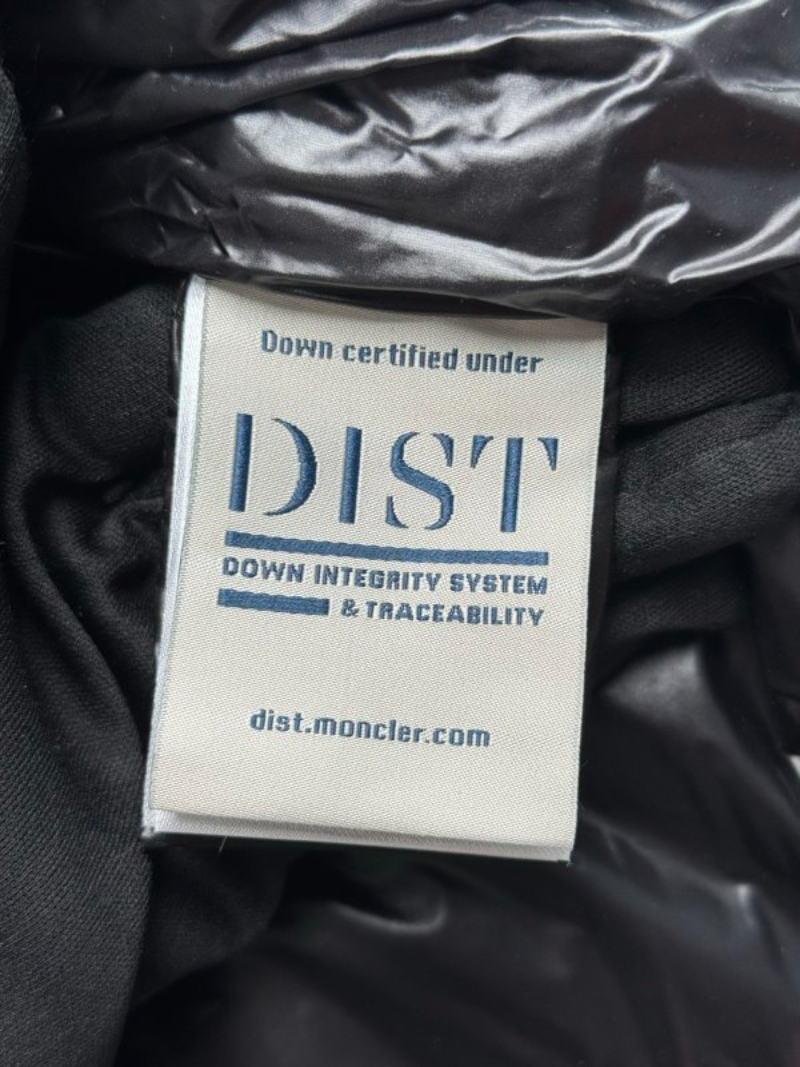 Down certified under
DIST
DOWN INTEGRITY SYSTEM
& TRACEABILITY
dist.moncler.com